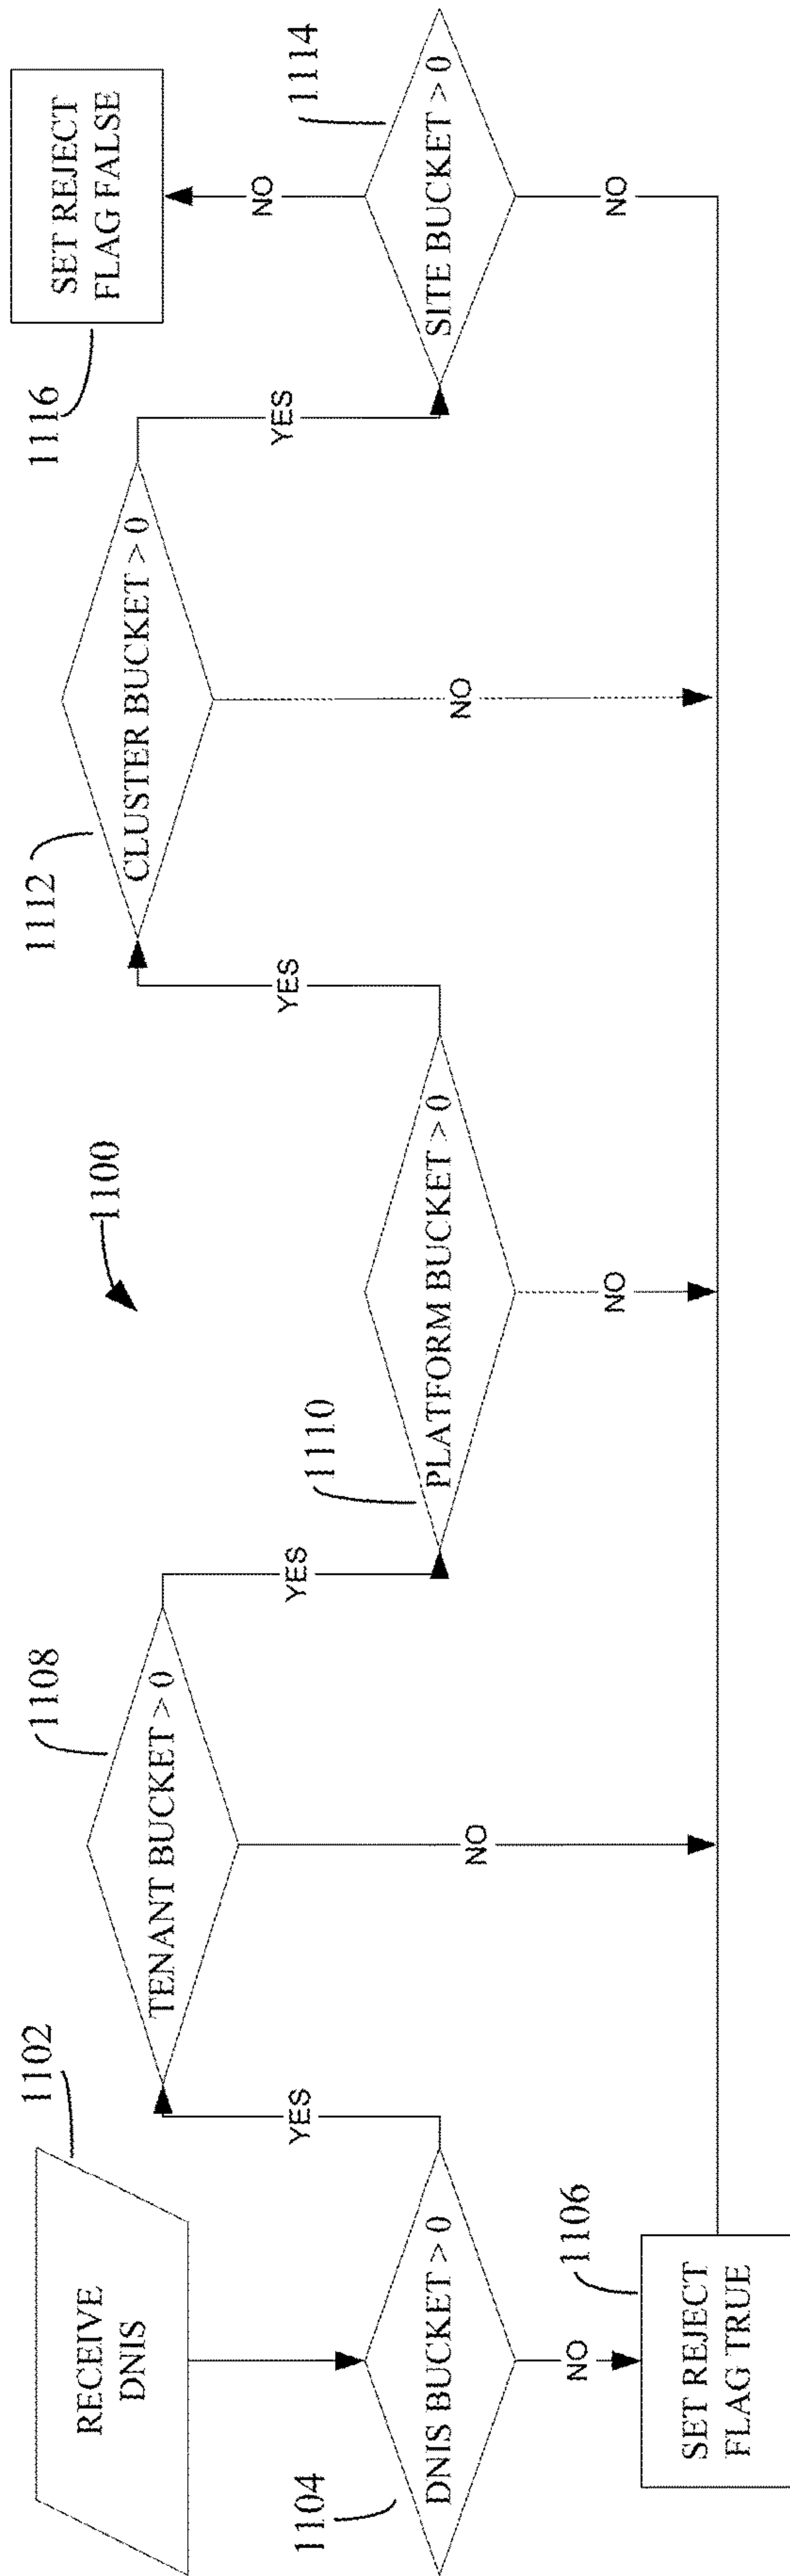 1100
RECEIVE
DNIS
1102
DNIS BUCKET > 0
1104
YES
NO
SET REJECT
FLAG TRUE
1106
TENANT BUCKET > 0
1108
YES
NO
PLATFORM BUCKET > 0
1110
YES
NO
CLUSTER BUCKET > 0
1112
YES
NO
SITE BUCKET > 0
1114
NO
NO
SET REJECT
FLAG FALSE
1116